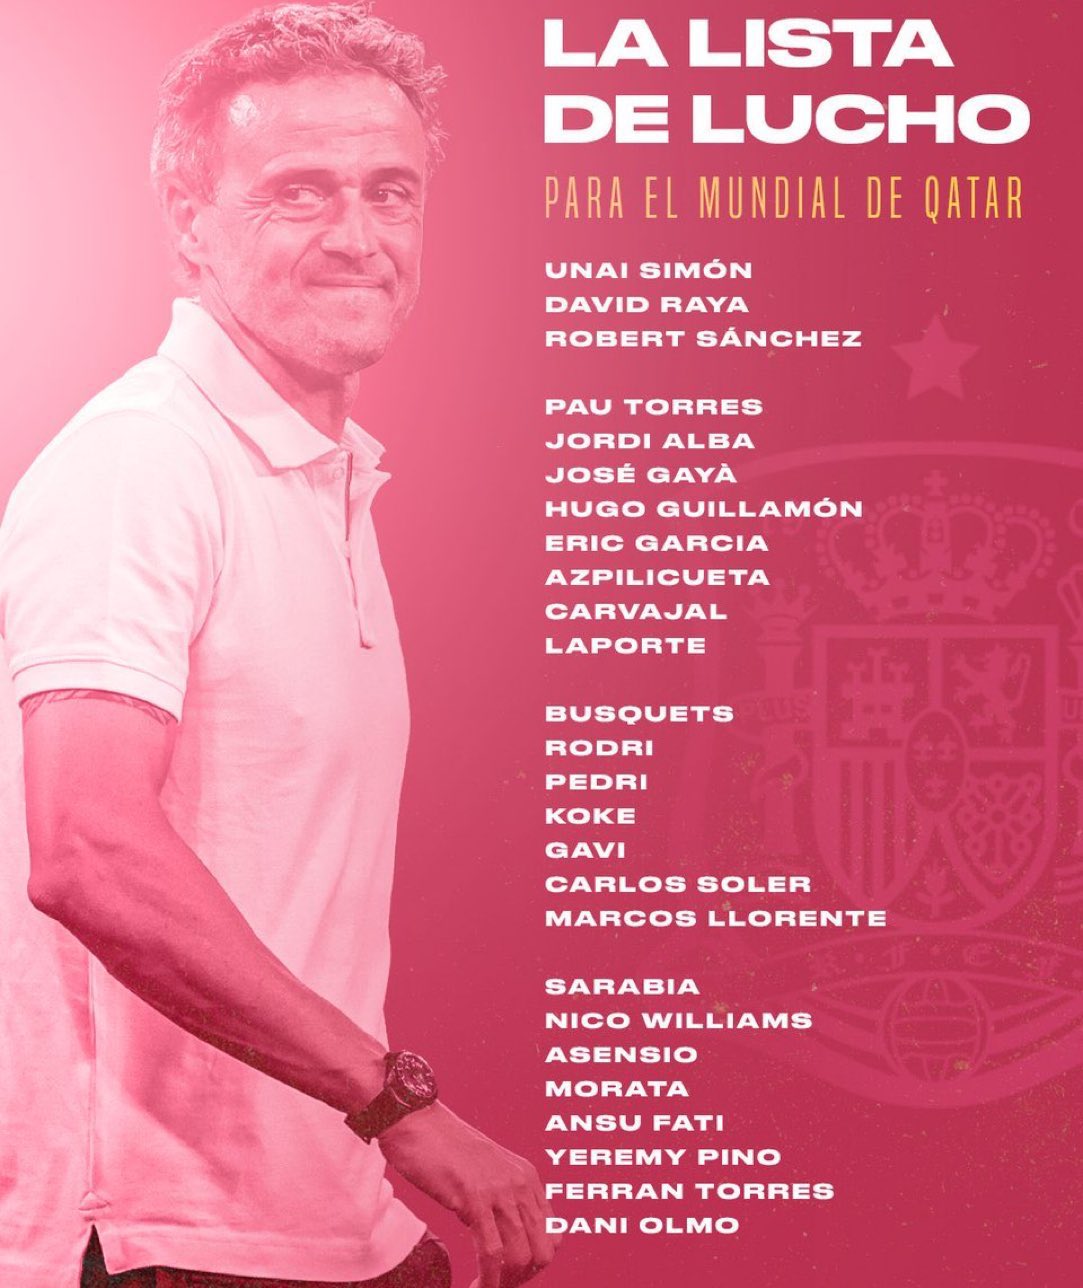 LA LISTA
DE LUCHO
PARA EL MUNDIAL DE QATAR
UNAI SIMÓN
DAVID RAYA
ROBERT SÁNCHEZ
PAU TORRES
JORDI ALBA
JOSÉ GAYÀ
HUGO GUILLAMÓN
ERIC GARCIA
AZPILICUETA
CARVAJAL
LAPORTE
BUSQUETS
RODRI
PEDRI
KOKE
GAVI
CARLOS SOLER
MARCOS LLORENTE
SARABIA
NICO WILLIAMS
ASENSIO
MORATA
ANSU FATI
YEREMY PINO
FERRAN TORRES
DANI OLMO